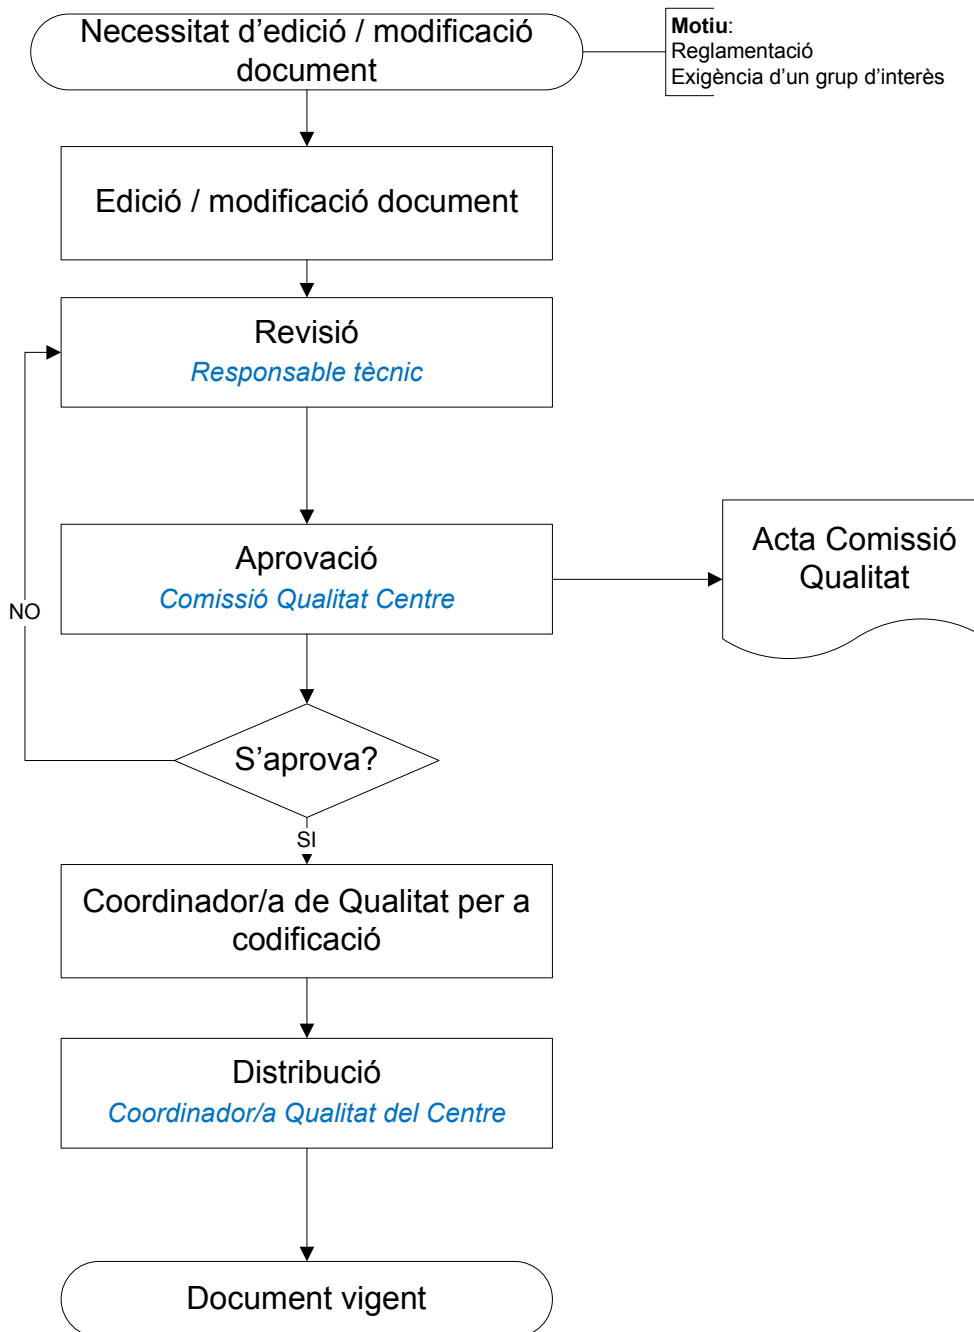 Necessitat d’edició / modificació
document
Motiu:
Reglamentació
Exigència d’un grup d’interès
Edició / modificació document
Revisió
Responsable tècnic
Aprovació
Comissió Qualitat Centre
Acta Comissió
Qualitat
NO
S’aprova?
SI
Coordinador/a de Qualitat per a
codificació
Distribució
Coordinador/a Qualitat del Centre
Document vigent